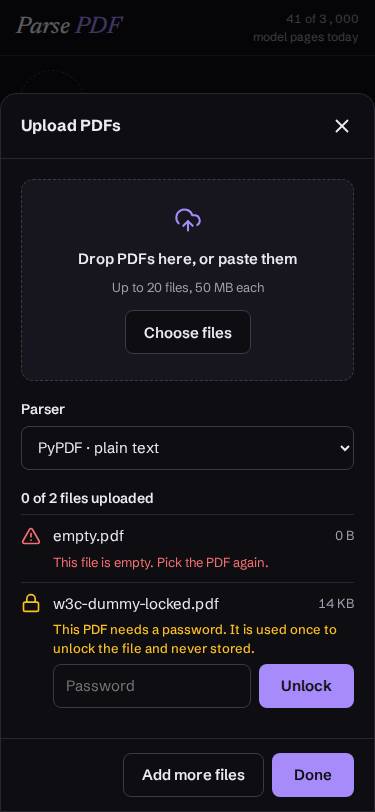 Parse PDF
41 of 3,000
model pages today
Upload PDFs
Drop PDFs here, or paste them
Up to 20 files, 50 MB each
Choose files
Parser
PyPDF · plain text
0 of 2 files uploaded
empty.pdf 0 B
This file is empty. Pick the PDF again.
w3c-dummy-locked.pdf 14 KB
This PDF needs a password. It is used once to
unlock the file and never stored.
Password Unlock
Add more files Done